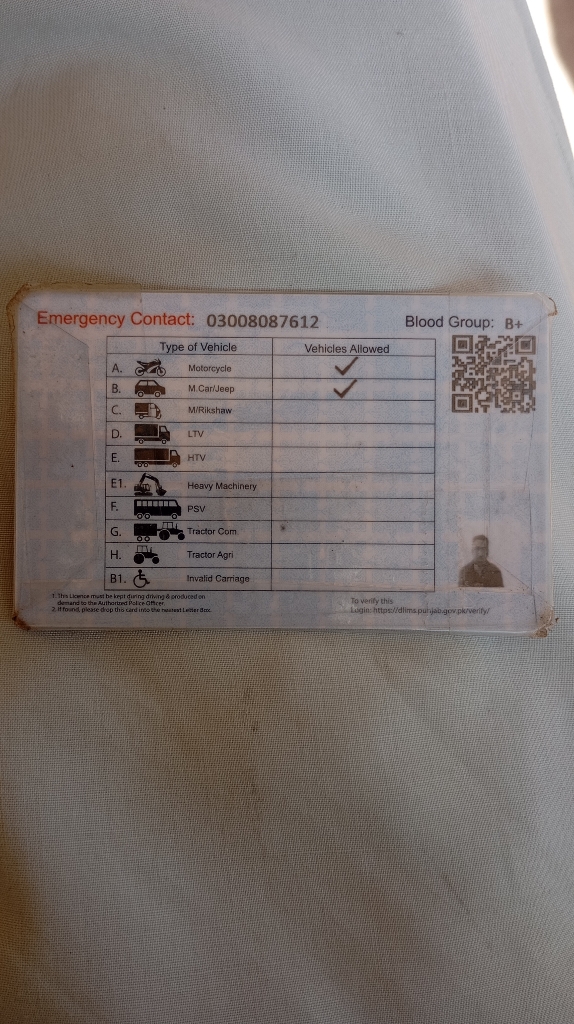 Emergency Contact: 03008087612 Blood Group: B+
Type of Vehicle Vehicles Allowed
A. Motorcycle ✓
B. M.Car/Jeep ✓
C. M/Rikshaw
D. LTV
E. HTV
E1. Heavy Machinery
F. PSV
G. Tractor Com
H. Tractor Agri
B1. Invalid Carriage
1. This License must be kept during driving & produced on
demand to the Authorized Police Officer.
2. If found, please drop this card into the nearest Letter Box.
To verify this
Login: https://dlims.punjab.gov.pk/verify/